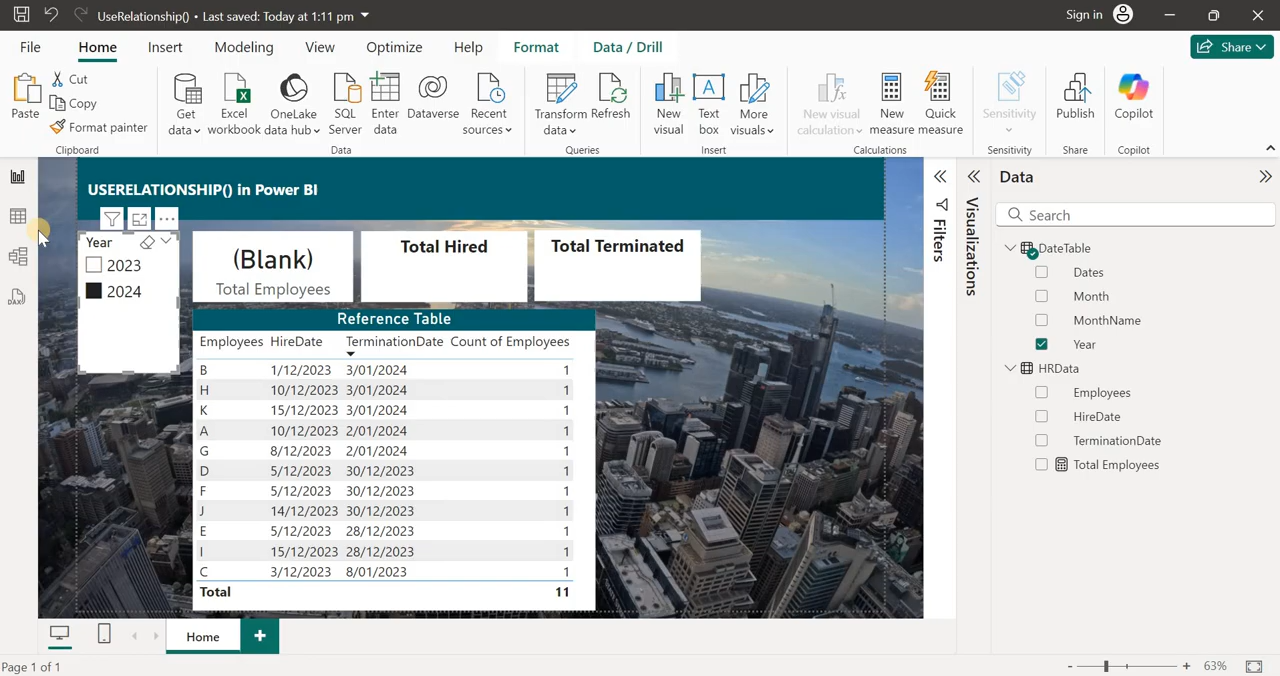 UseRelationship() • Last saved: Today at 1:11 pm
Sign in
File Home Insert Modeling View Optimize Help Format Data / Drill
Share
Paste
Cut
Copy
Format painter
Clipboard
Get data
Excel workbook
OneLake data hub
SQL Server
Enter data
Dataverse
Recent sources
Data
Transform data
Refresh
Queries
New visual
Text box
More visuals
Insert
New visual calculation
New measure
Quick measure
Calculations
Sensitivity
Sensitivity
Publish
Share
Copilot
Copilot
USERELATIONSHIP() in Power BI
Year
2023
2024
(Blank)
Total Employees
Total Hired
Total Terminated
Reference Table
Employees HireDate TerminationDate Count of Employees
B 1/12/2023 3/01/2024 1
H 10/12/2023 3/01/2024 1
K 15/12/2023 3/01/2024 1
A 10/12/2023 2/01/2024 1
G 8/12/2023 2/01/2024 1
D 5/12/2023 30/12/2023 1
F 5/12/2023 30/12/2023 1
J 14/12/2023 30/12/2023 1
E 5/12/2023 28/12/2023 1
I 15/12/2023 28/12/2023 1
C 3/12/2023 8/01/2023 1
Total 11
Filters
Visualizations
Data
Search
DateTable
Dates
Month
MonthName
Year
HRData
Employees
HireDate
TerminationDate
Total Employees
Home
Page 1 of 1
- + 63%